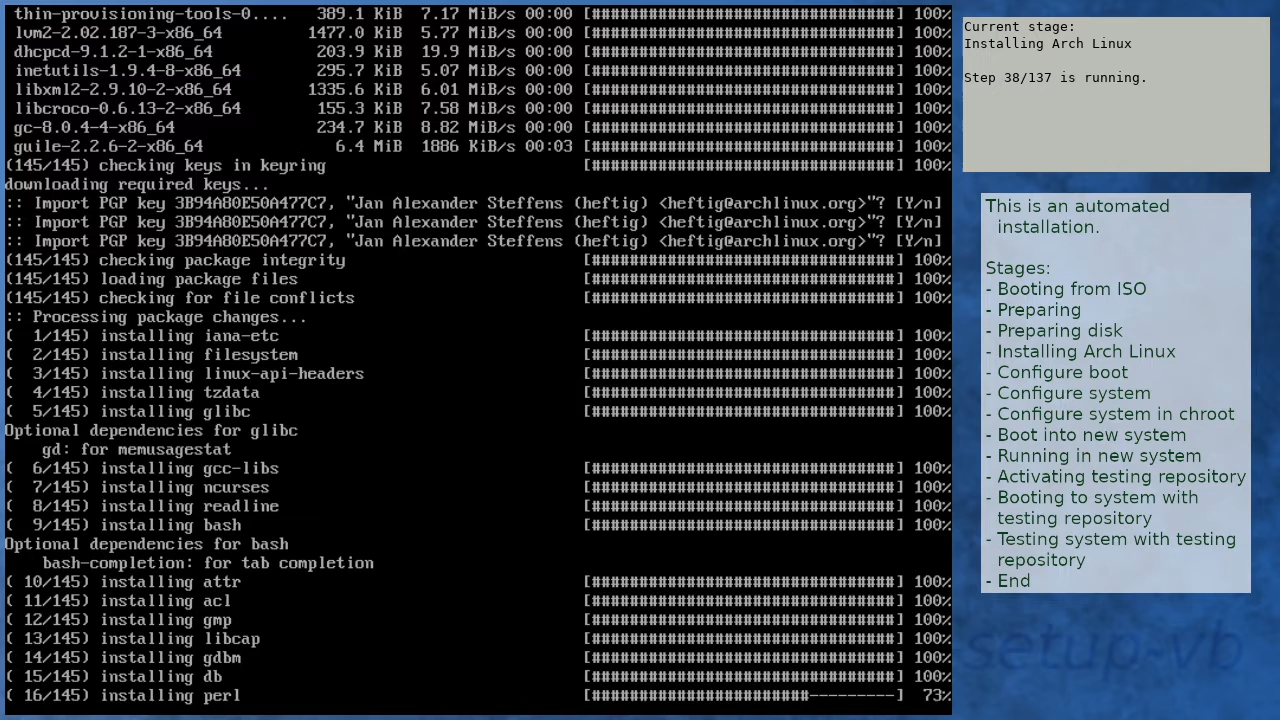 thin-provisioning-tools-0.... 389.1 KiB 7.17 MiB/s 00:00 [################################] 100%
lvm2-2.02.187-3-x86_64 1477.0 KiB 5.77 MiB/s 00:00 [################################] 100%
dhcpcd-9.1.2-1-x86_64 203.9 KiB 19.9 MiB/s 00:00 [################################] 100%
inetutils-1.9.4-8-x86_64 295.7 KiB 5.07 MiB/s 00:00 [################################] 100%
libxml2-2.9.10-2-x86_64 1335.6 KiB 6.01 MiB/s 00:00 [################################] 100%
libcroco-0.6.13-2-x86_64 155.3 KiB 7.58 MiB/s 00:00 [################################] 100%
gc-8.0.4-4-x86_64 234.7 KiB 8.82 MiB/s 00:00 [################################] 100%
guile-2.2.6-2-x86_64 6.4 MiB 1886 KiB/s 00:03 [################################] 100%
(145/145) checking keys in keyring [################################] 100%
downloading required keys...
:: Import PGP key 3B94A80E50A477C7, "Jan Alexander Steffens (heftig) <heftig@archlinux.org>"? [Y/n]
:: Import PGP key 3B94A80E50A477C7, "Jan Alexander Steffens (heftig) <heftig@archlinux.org>"? [Y/n]
:: Import PGP key 3B94A80E50A477C7, "Jan Alexander Steffens (heftig) <heftig@archlinux.org>"? [Y/n]
(145/145) checking package integrity [################################] 100%
(145/145) loading package files [################################] 100%
(145/145) checking for file conflicts [################################] 100%
:: Processing package changes...
( 1/145) installing iana-etc [################################] 100%
( 2/145) installing filesystem [################################] 100%
( 3/145) installing linux-api-headers [################################] 100%
( 4/145) installing tzdata [################################] 100%
( 5/145) installing glibc [################################] 100%
Optional dependencies for glibc
gd: for memusagestat
( 6/145) installing gcc-libs [################################] 100%
( 7/145) installing ncurses [################################] 100%
( 8/145) installing readline [################################] 100%
( 9/145) installing bash [################################] 100%
Optional dependencies for bash
bash-completion: for tab completion
( 10/145) installing attr [################################] 100%
( 11/145) installing acl [################################] 100%
( 12/145) installing gmp [################################] 100%
( 13/145) installing libcap [################################] 100%
( 14/145) installing gdbm [################################] 100%
( 15/145) installing db [################################] 100%
( 16/145) installing perl [#######################---------] 73%
Current stage:
Installing Arch Linux
Step 38/137 is running.
This is an automated
installation.
Stages:
- Booting from ISO
- Preparing
- Preparing disk
- Installing Arch Linux
- Configure boot
- Configure system
- Configure system in chroot
- Boot into new system
- Running in new system
- Activating testing repository
- Booting to system with
testing repository
- Testing system with testing
repository
- End
setup-vb